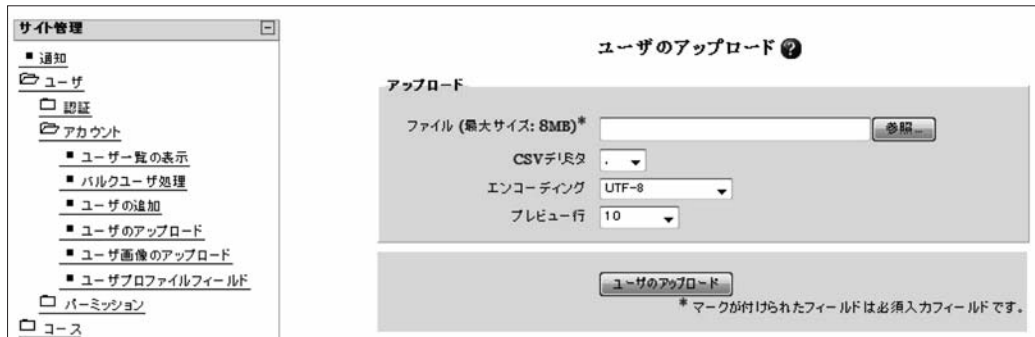 サイト管理
通知
ユーザ
認証
アカウント
ユーザ一覧の表示
バルクユーザ処理
ユーザの追加
ユーザのアップロード
ユーザ画像のアップロード
ユーザプロファイルフィールド
パーミッション
コース
ユーザのアップロード
アップロード
ファイル (最大サイズ: 8MB)*
参照...
CSVデリミタ ,
エンコーディング UTF-8
プレビュー行 10
ユーザのアップロード
* マークが付けられたフィールドは必須入力フィールドです。